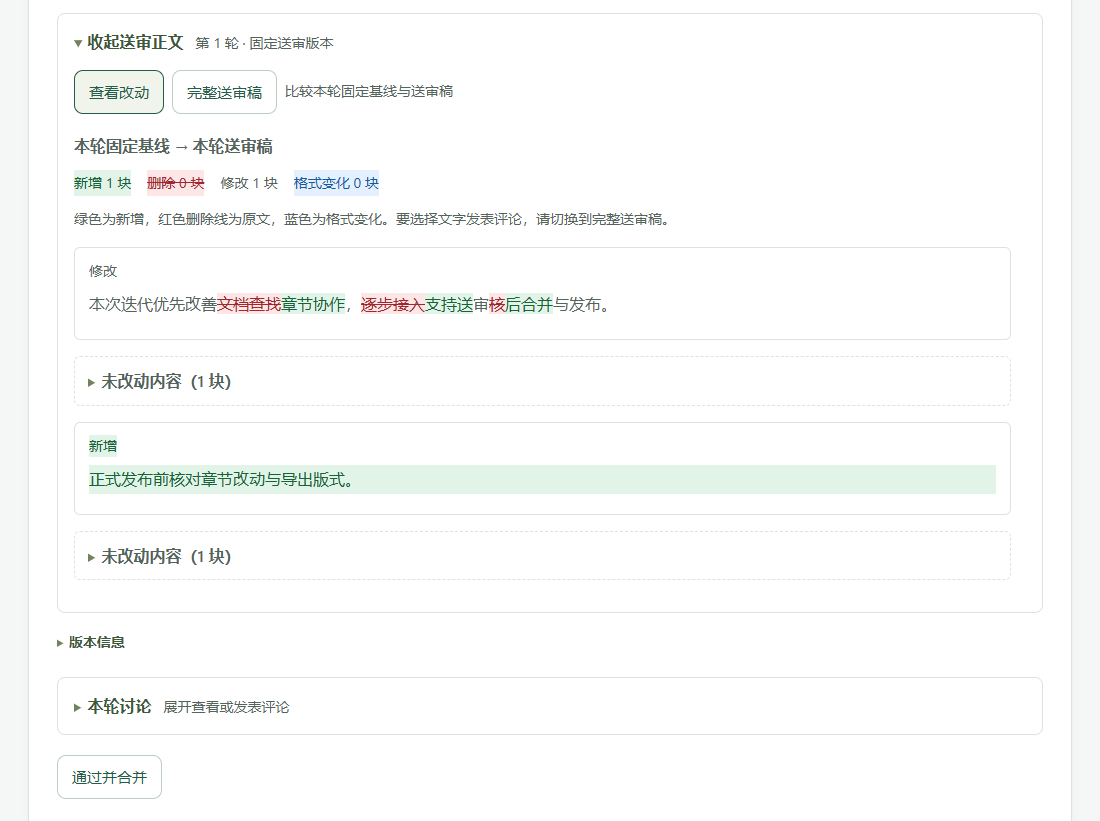 ▾ 收起送审正文 第 1 轮 · 固定送审版本
查看改动 完整送审稿 比较本轮固定基线与送审稿
本轮固定基线 → 本轮送审稿
新增 1 块 删除 0 块 修改 1 块 格式变化 0 块
绿色为新增，红色删除线为原文，蓝色为格式变化。要选择文字发表评论，请切换到完整送审稿。
修改
本次迭代优先改善文档查找章节协作，逐步接入支持送审核后合并与发布。
▸ 未改动内容（1 块）
新增
正式发布前核对章节改动与导出版式。
▸ 未改动内容（1 块）
▸ 版本信息
▸ 本轮讨论 展开查看或发表评论
通过并合并